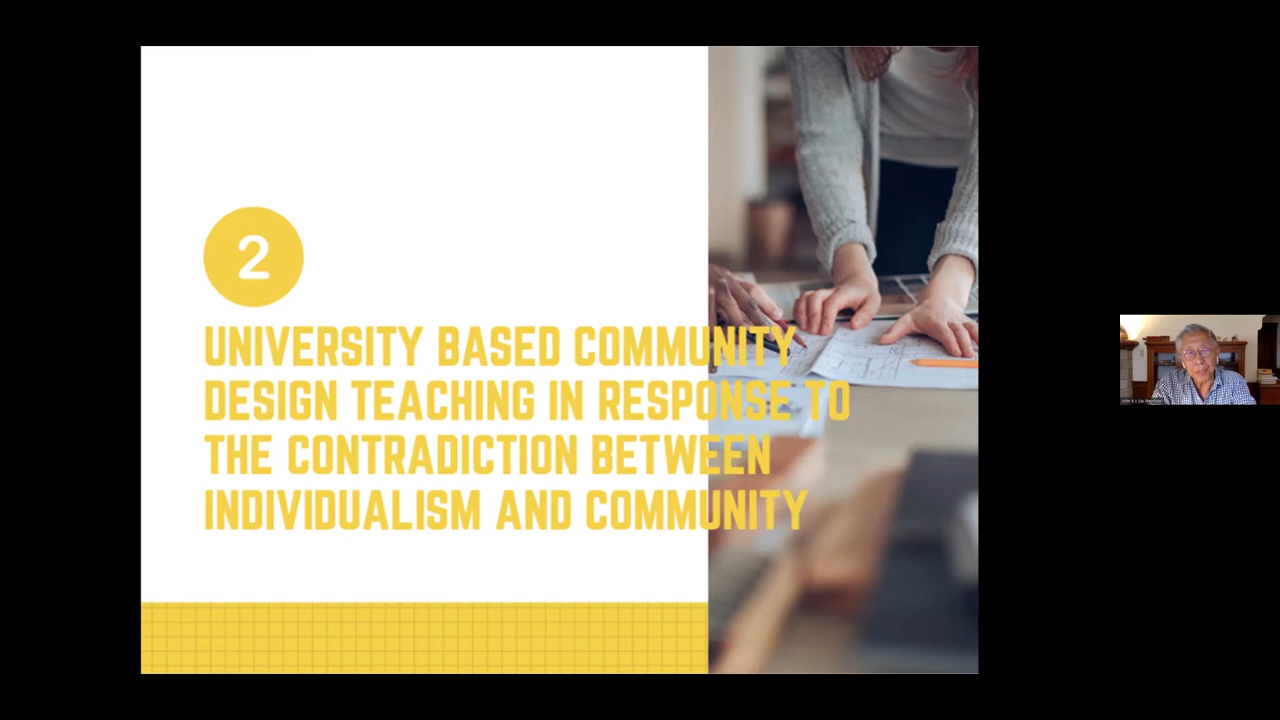 2
UNIVERSITY BASED COMMUNITY
DESIGN TEACHING IN RESPONSE TO
THE CONTRADICTION BETWEEN
INDIVIDUALISM AND COMMUNITY